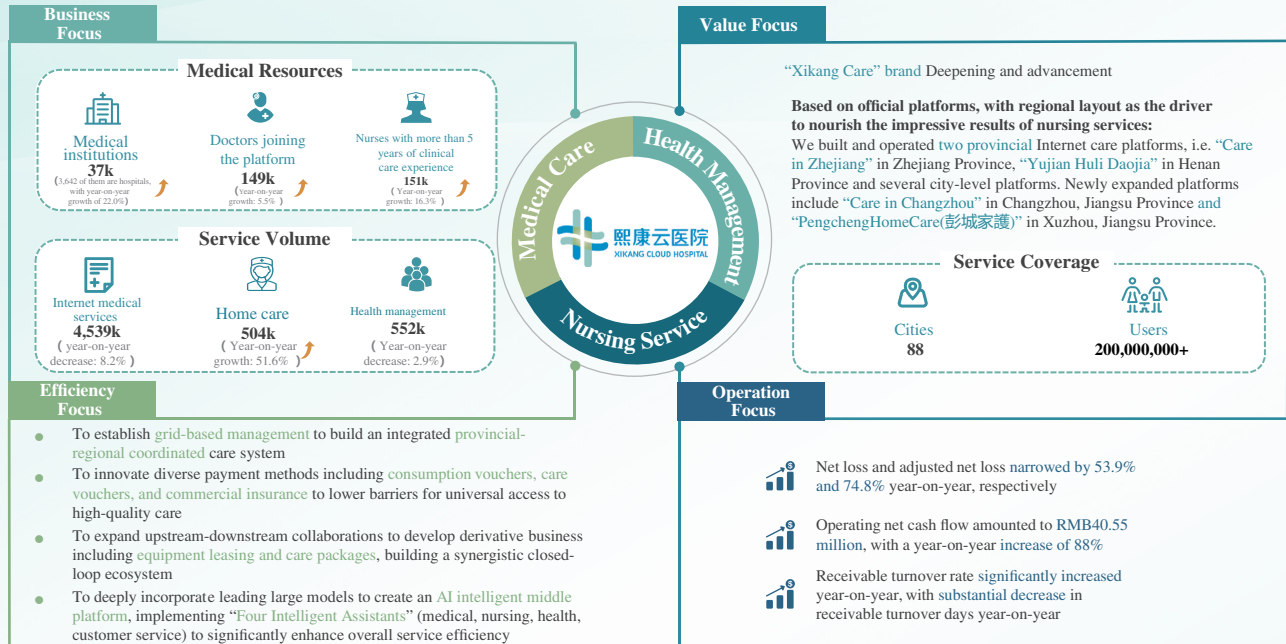 Business
Focus
Medical Resources
Medical
institutions
37k
(3,642 of them are hospitals,
with year-on-year
growth of 22.0%)
Doctors joining
the platform
149k
(Year-on-year
growth: 5.5% )
Nurses with more than 5
years of clinical
care experience
151k
( Year-on-year
growth: 16.3% )
Service Volume
Internet medical
services
4,539k
( year-on-year
decrease: 8.2% )
Home care
504k
( Year-on-year
growth: 51.6% )
Health management
552k
( Year-on-year
decrease: 2.9%)
Medical Care
Health Management
Nursing Service
熙康云医院
XIKANG CLOUD HOSPITAL
Value Focus
“Xikang Care” brand Deepening and advancement
Based on official platforms, with regional layout as the driver
to nourish the impressive results of nursing services:
We built and operated two provincial Internet care platforms, i.e. “Care
in Zhejiang” in Zhejiang Province, “Yujian Huli Daojia” in Henan
Province and several city-level platforms. Newly expanded platforms
include “Care in Changzhou” in Changzhou, Jiangsu Province and
“PengchengHomeCare(彭城家護)” in Xuzhou, Jiangsu Province.
Service Coverage
Cities
88
Users
200,000,000+
Efficiency
Focus
To establish grid-based management to build an integrated provincial-
regional coordinated care system
To innovate diverse payment methods including consumption vouchers, care
vouchers, and commercial insurance to lower barriers for universal access to
high-quality care
To expand upstream-downstream collaborations to develop derivative business
including equipment leasing and care packages, building a synergistic closed-
loop ecosystem
To deeply incorporate leading large models to create an AI intelligent middle
platform, implementing “Four Intelligent Assistants” (medical, nursing, health,
customer service) to significantly enhance overall service efficiency
Operation
Focus
Net loss and adjusted net loss narrowed by 53.9%
and 74.8% year-on-year, respectively
Operating net cash flow amounted to RMB40.55
million, with a year-on-year increase of 88%
Receivable turnover rate significantly increased
year-on-year, with substantial decrease in
receivable turnover days year-on-year